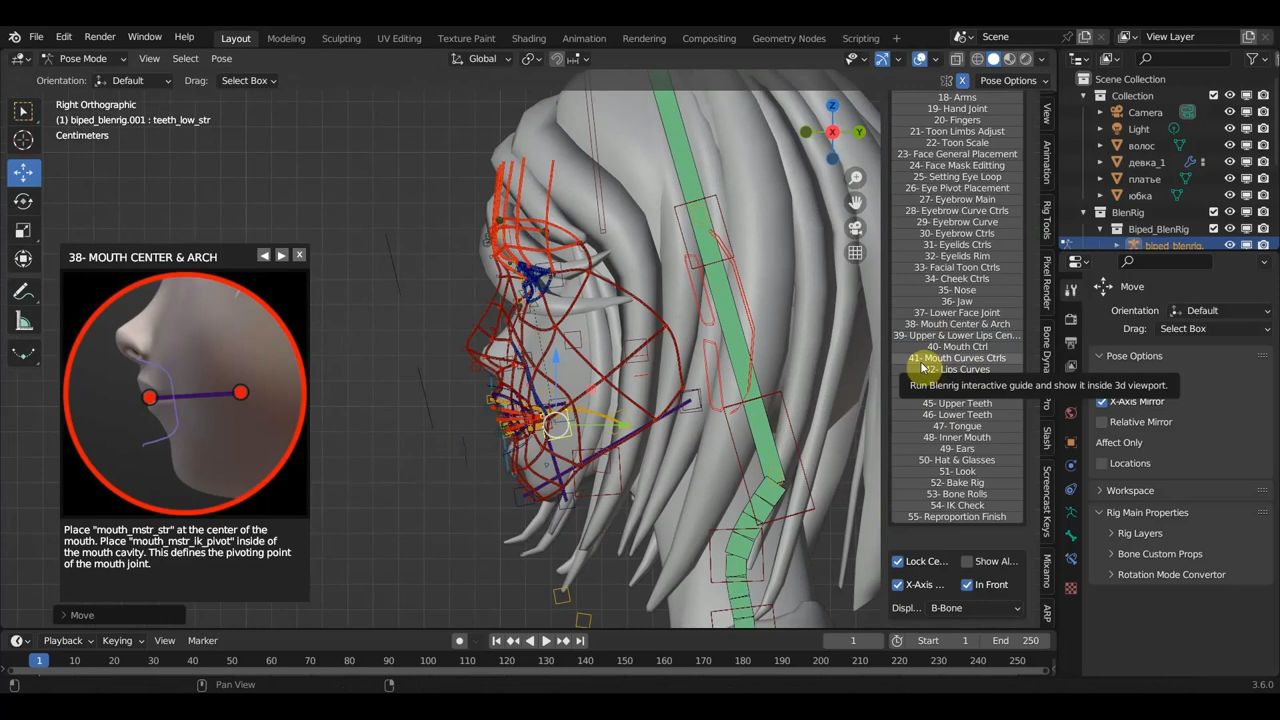 File Edit Render Window Help Layout Modeling Sculpting UV Editing Texture Paint Shading Animation Rendering Compositing Geometry Nodes Scripting + Scene View Layer
Pose Mode View Select Pose Global
Orientation: Default Drag: Select Box X Pose Options
Right Orthographic
(1) biped_blenrig.001 : teeth_low_str
Centimeters
38- MOUTH CENTER & ARCH
Place "mouth_mstr_str" at the center of the
mouth. Place "mouth_mstr_ik_pivot" inside of
the mouth cavity. This defines the pivoting
point of the mouth joint.
Move
Z
X
Y
18- Arms
19- Hand Joint
20- Fingers
21- Toon Limbs Adjust
22- Toon Scale
23- Face General Placement
24- Face Mask Editing
25- Setting Eye Loop
26- Eye Pivot Placement
27- Eyebrow Main
28- Eyebrow Curve Ctrls
29- Eyebrow Curve
30- Eyebrow Ctrls
31- Eyelids Ctrls
32- Eyelids Rim
33- Facial Toon Ctrls
34- Cheek Ctrls
35- Nose
36- Jaw
37- Lower Face Joint
38- Mouth Center & Arch
39- Upper & Lower Lips Cen...
40- Mouth Ctrl
41- Mouth Curves Ctrls
Lips Curves
Run Blenrig interactive guide and show it inside 3d viewport.
45- Upper Teeth
46- Lower Teeth
47- Tongue
48- Inner Mouth
49- Ears
50- Hat & Glasses
51- Look
52- Bake Rig
53- Bone Rolls
54- IK Check
55- Reproportion Finish
Lock Ce... Show Al...
X-Axis ... In Front
Displ... B-Bone
View
Animation
Rig Tools
Pixel Render
Bone Dyna
Pro
Slash
Screencast Keys
Mixamo
ARP
Scene Collection
Collection
Camera
Light
волос
девка_1
платье
юбка
BlenRig
Biped_BlenRig
biped_blenrig.
Move
Orientation Default
Drag: Select Box
Pose Options
X-Axis Mirror
Relative Mirror
Affect Only
Locations
Workspace
Rig Main Properties
Rig Layers
Bone Custom Props
Rotation Mode Convertor
Playback Keying View Marker 1 Start 1 End 250
1 10 20 30 40 50 60 70 80 90 100 110 120 130 140 150 160 170 180 190 200 210 220 230 240 250
Pan View 3.6.0